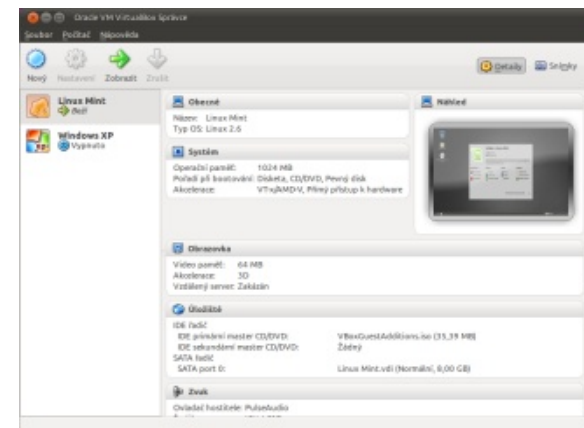 Oracle VM VirtualBox Správce
Soubor Počítač Nápověda
Nový Nastavení Zobrazit Zrušit
Detaily Snímky
Linux Mint
Běží
Windows XP
Vypnuto
Obecné
Název: Linux Mint
Typ OS: Linux 2.6
Náhled
Systém
Operační paměť: 1024 MB
Pořadí při bootování: Disketa, CD/DVD, Pevný disk
Akcelerace: VT-x/AMD-V, Přímý přístup k hardware
Obrazovka
Video paměť: 64 MB
Akcelerace: 3D
Vzdálený server: Zakázán
Úložiště
IDE řadič
IDE primární master CD/DVD: VBoxGuestAdditions.iso (35,39 MB)
IDE sekundární master CD/DVD: Žádný
SATA řadič
SATA port 0: Linux Mint.vdi (Normální, 8,00 GB)
Zvuk
Ovladač hostitele: PulseAudio